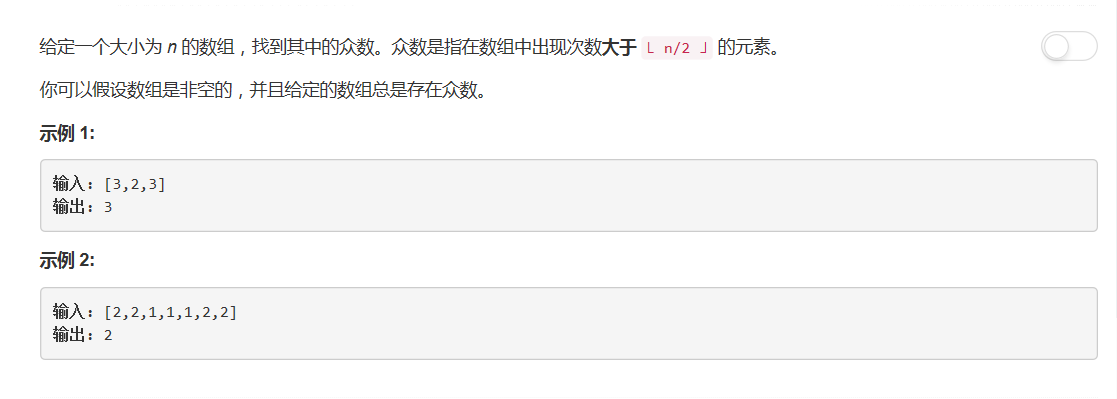 给定一个大小为 n 的数组，找到其中的众数。众数是指在数组中出现次数大于 ⌊ n/2 ⌋ 的元素。
你可以假设数组是非空的，并且给定的数组总是存在众数。
示例 1:
输入: [3,2,3]
输出: 3
示例 2:
输入: [2,2,1,1,1,2,2]
输出: 2